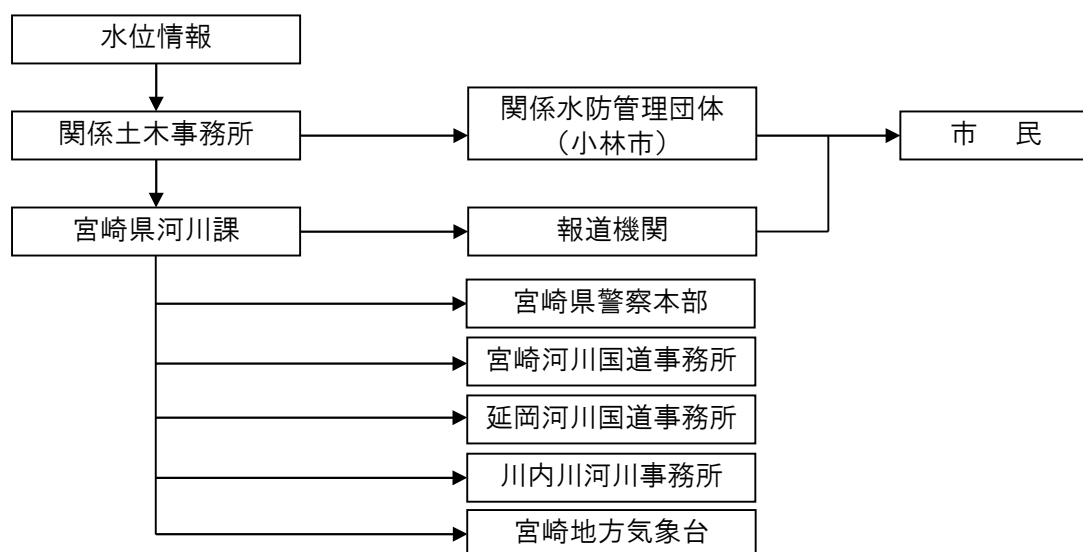 水位情報
関係土木事務所
関係水防管理団体
（小林市）
市　民
宮崎県河川課
報道機関
宮崎県警察本部
宮崎河川国道事務所
延岡河川国道事務所
川内川河川事務所
宮崎地方気象台